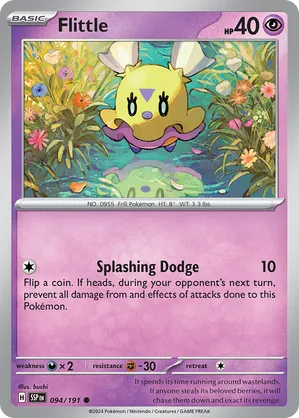 BASIC
Flittle
HP 40
NO. 0955 Frill Pokémon HT: 8" WT: 3.3 lbs.
Splashing Dodge 10
Flip a coin. If heads, during your opponent's next turn,
prevent all damage from and effects of attacks done to this
Pokémon.
weakness ×2 resistance -30 retreat
Illus. buchi
H SSP EN 094/191
It spends its time running around wastelands.
If anyone steals its beloved berries, it will
chase them down and exact its revenge.
©2024 Pokémon / Nintendo / Creatures / GAME FREAK